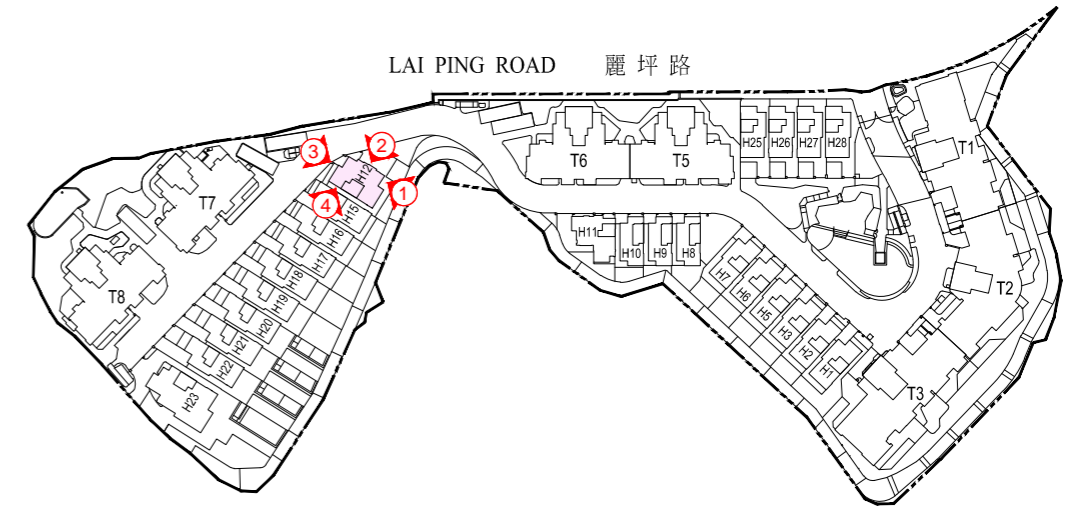 LAI PING ROAD 麗坪路
T1
T2
T3
T5
T6
T7
T8
H1
H2
H3
H5
H6
H7
H8
H9
H10
H11
H12
H15
H16
H17
H18
H19
H20
H21
H22
H23
H25
H26
H27
H28
1
2
3
4